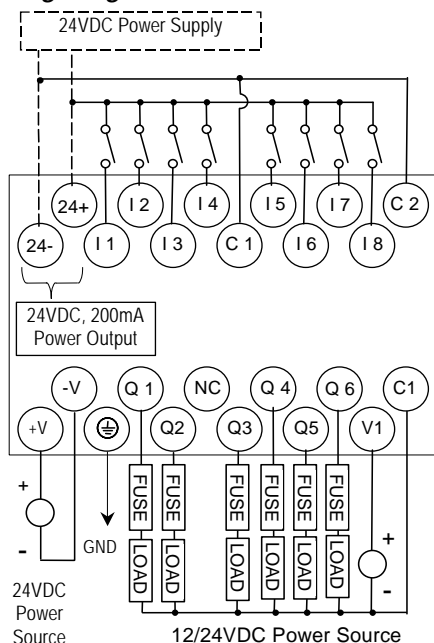 24VDC Power Supply
24+
I 2
I 4
I 5
I 7
C 2
24-
I 1
I 3
C 1
I 6
I 8
24VDC, 200mA
Power Output
-V
Q 1
NC
Q 4
Q 6
C1
+V
Q2
Q3
Q5
V1
FUSE
FUSE
FUSE
FUSE
FUSE
FUSE
LOAD
LOAD
LOAD
LOAD
LOAD
LOAD
+
-
GND
+
-
24VDC
Power
Source
12/24VDC Power Source